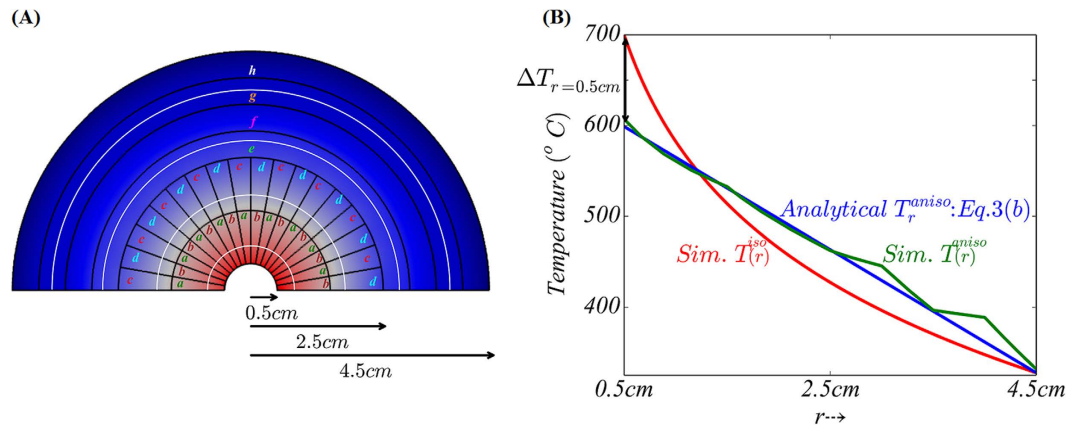 (A)
h
g
f
e
c d c d c d c d c d c d c d c d
a b a b a b a b a b a b a b a b
0.5cm
2.5cm
4.5cm
(B)
700
600
500
400
Temperature (° C)
ΔT r=0.5cm
Analytical T_r^aniso:Eq.3(b)
Sim. T_(r)^iso
Sim. T_(r)^aniso
0.5cm
2.5cm
4.5cm
r⇢